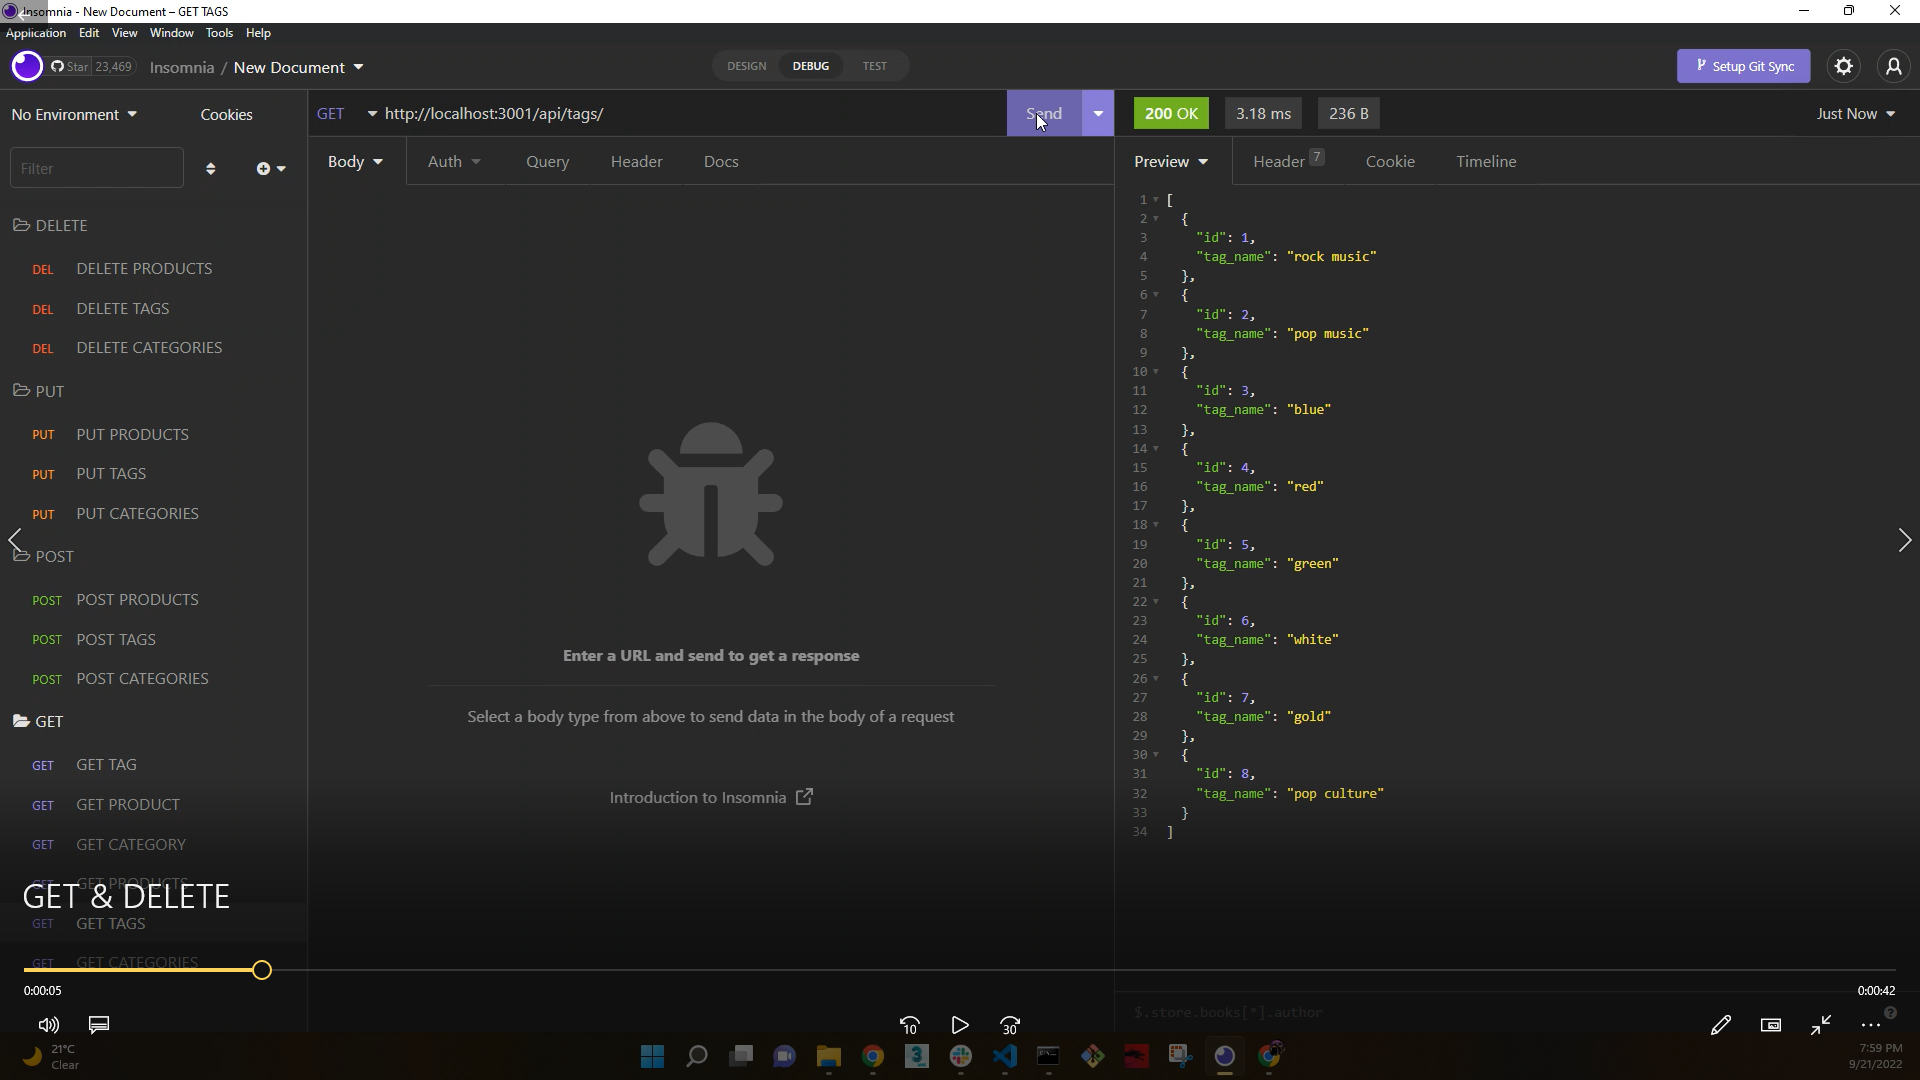 Insomnia - New Document – GET TAGS
Application Edit View Window Tools Help
Star 23,469 Insomnia / New Document
DESIGN DEBUG TEST
Setup Git Sync
No Environment Cookies
GET http://localhost:3001/api/tags/ Send
200 OK 3.18 ms 236 B Just Now
Filter
Body Auth Query Header Docs
Preview Header 7 Cookie Timeline
DELETE
DEL DELETE PRODUCTS
DEL DELETE TAGS
DEL DELETE CATEGORIES
PUT
PUT PUT PRODUCTS
PUT PUT TAGS
PUT PUT CATEGORIES
POST
POST POST PRODUCTS
POST POST TAGS
POST POST CATEGORIES
GET
GET GET TAG
GET GET PRODUCT
GET GET CATEGORY
GET GET PRODUCTS
GET GET TAGS
GET GET CATEGORIES
GET & DELETE
Enter a URL and send to get a response
Select a body type from above to send data in the body of a request
Introduction to Insomnia
1 [
2 {
3 "id": 1,
4 "tag_name": "rock music"
5 },
6 {
7 "id": 2,
8 "tag_name": "pop music"
9 },
10 {
11 "id": 3,
12 "tag_name": "blue"
13 },
14 {
15 "id": 4,
16 "tag_name": "red"
17 },
18 {
19 "id": 5,
20 "tag_name": "green"
21 },
22 {
23 "id": 6,
24 "tag_name": "white"
25 },
26 {
27 "id": 7,
28 "tag_name": "gold"
29 },
30 {
31 "id": 8,
32 "tag_name": "pop culture"
33 }
34 ]
$.store.books[*].author
0:00:05
0:00:42
10
30
21°C
Clear
7:59 PM
9/21/2022